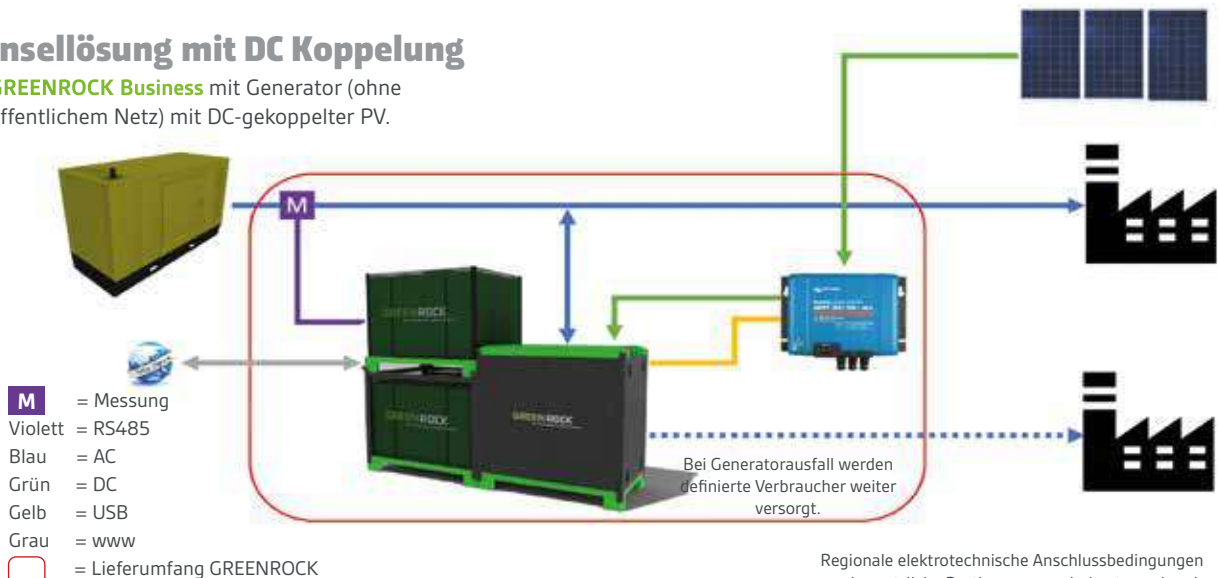 nsellösung mit DC Koppelung
GREENROCK Business mit Generator (ohne
ffentlichem Netz) mit DC-gekoppelter PV.
M
GREENROCK
GREENROCK
GREENROCK
Bei Generatorausfall werden
definierte Verbraucher weiter
versorgt.
M = Messung
Violett = RS485
Blau = AC
Grün = DC
Gelb = USB
Grau = www
= Lieferumfang GREENROCK
Regionale elektrotechnische Anschlussbedingungen